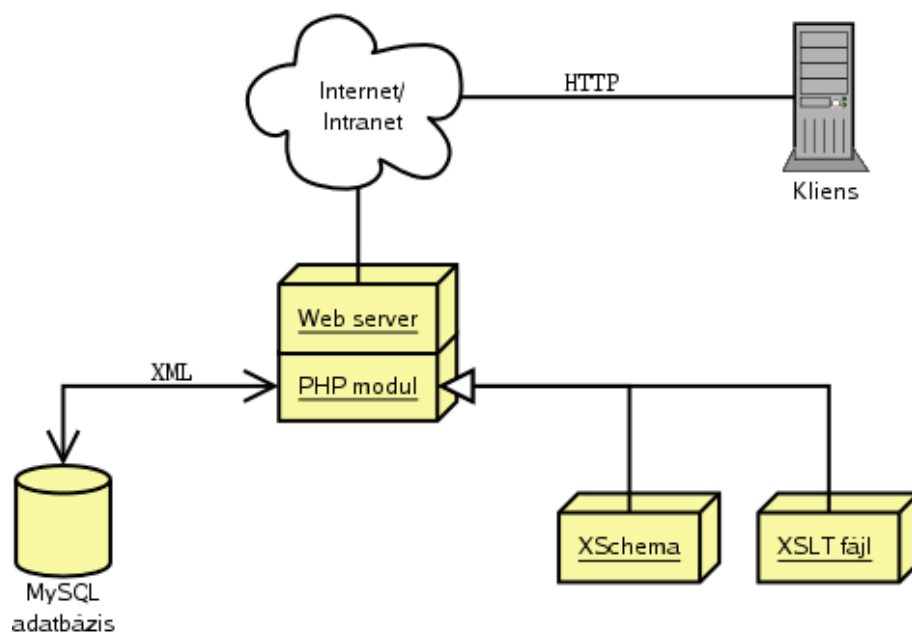 Internet/
Intranet
HTTP
Kliens
Web server
PHP modul
XML
XSchema
XSLT fájl
MySQL
adatbázis